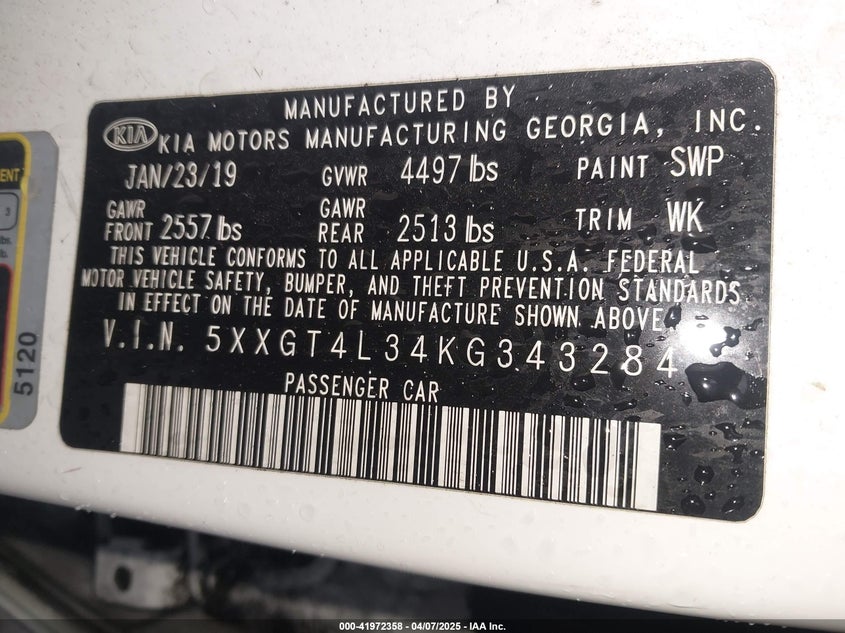 MANUFACTURED BY
KIA KIA MOTORS MANUFACTURING GEORGIA, INC.
JAN/23/19 GVWR 4497 lbs PAINT SWP
GAWR FRONT 2557 lbs GAWR REAR 2513 lbs TRIM WK
THIS VEHICLE CONFORMS TO ALL APPLICABLE U.S.A. FEDERAL
MOTOR VEHICLE SAFETY, BUMPER, AND THEFT PREVENTION STANDARDS
IN EFFECT ON THE DATE OF MANUFACTURE SHOWN ABOVE
V.I.N. 5XXGT4L34KG343284
PASSENGER CAR
5120
3
000-41972358 - 04/07/2025 - IAA Inc.